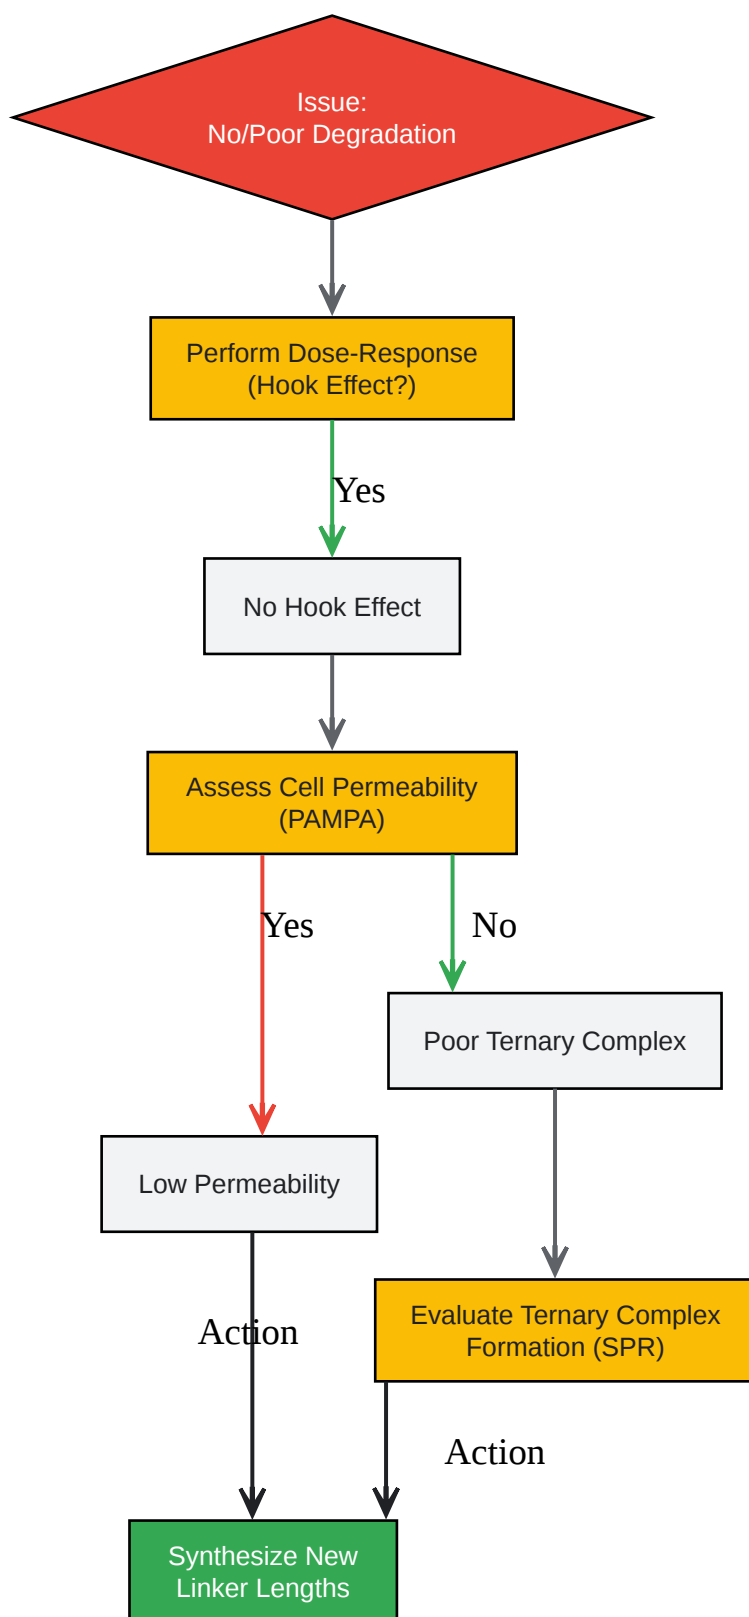 Issue:
No/Poor Degradation
Perform Dose-Response
(Hook Effect?)
Yes
No Hook Effect
Assess Cell Permeability
(PAMPA)
Yes
No
Poor Ternary Complex
Low Permeability
Evaluate Ternary Complex
Formation (SPR)
Action
Action
Synthesize New
Linker Lengths